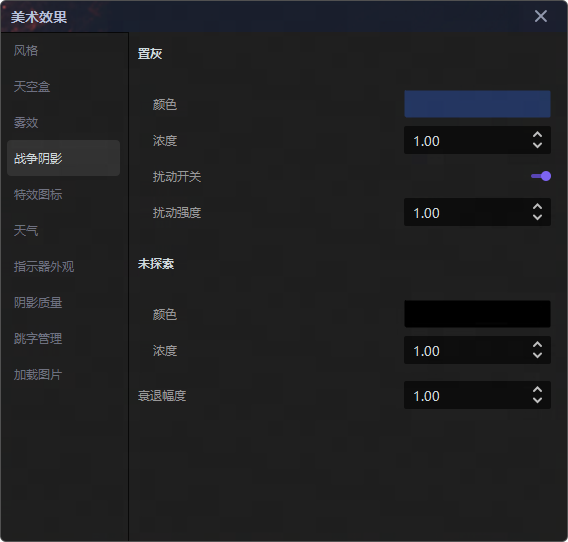 美术效果
风格
天空盒
雾效
战争阴影
特效图标
天气
指示器外观
阴影质量
跳字管理
加载图片
置灰
颜色
浓度 1.00
扰动开关
扰动强度 1.00
未探索
颜色
浓度 1.00
衰退幅度 1.00